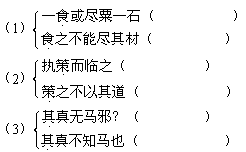 (1) 一食或尽粟一石( )
食之不能尽其材( )
(2) 执策而临之( )
策之不以其道( )
(3) 其真无马邪?( )
其真不知马也( )